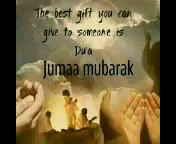 The best gift you can
give to someone is
Du'a
Jumaa mubarak